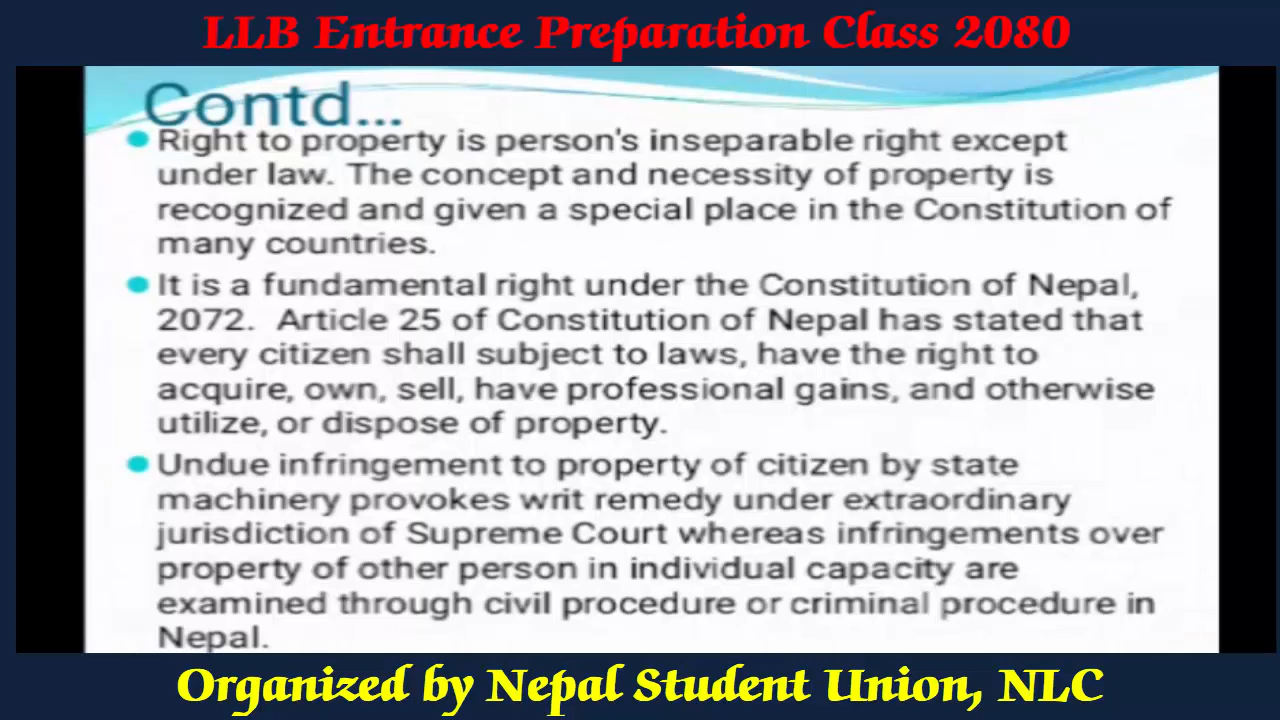 LLB Entrance Preparation Class 2080
Contd...
Right to property is person's inseparable right except
under law. The concept and necessity of property is
recognized and given a special place in the Constitution of
many countries.
It is a fundamental right under the Constitution of Nepal,
2072. Article 25 of Constitution of Nepal has stated that
every citizen shall subject to laws, have the right to
acquire, own, sell, have professional gains, and otherwise
utilize, or dispose of property.
Undue infringement to property of citizen by state
machinery provokes writ remedy under extraordinary
jurisdiction of Supreme Court whereas infringements over
property of other person in individual capacity are
examined through civil procedure or criminal procedure in
Nepal.
Organized by Nepal Student Union, NLC